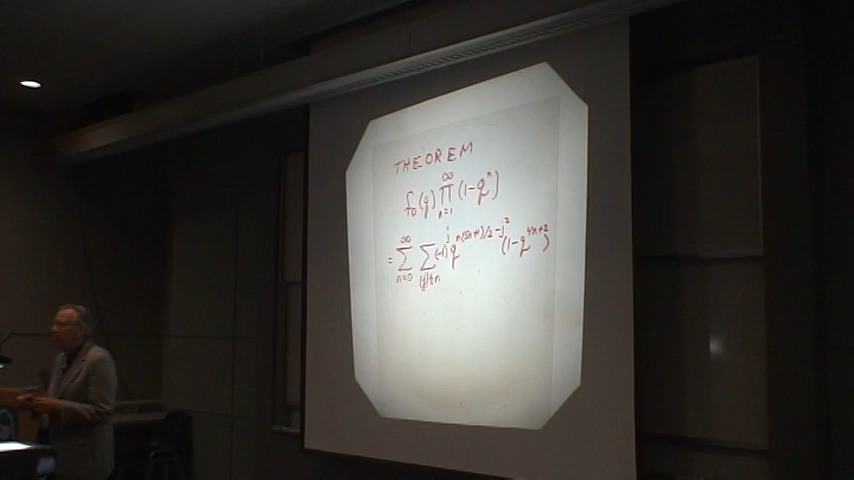 THEOREM
f₀(q) ∏_{n=1}^{∞} (1-qⁿ)
= ∑_{n=0}^{∞} ∑_{|j|≤n} (-1)^j q^{n(5n+1)/2-j²} (1-q^{4n+2})